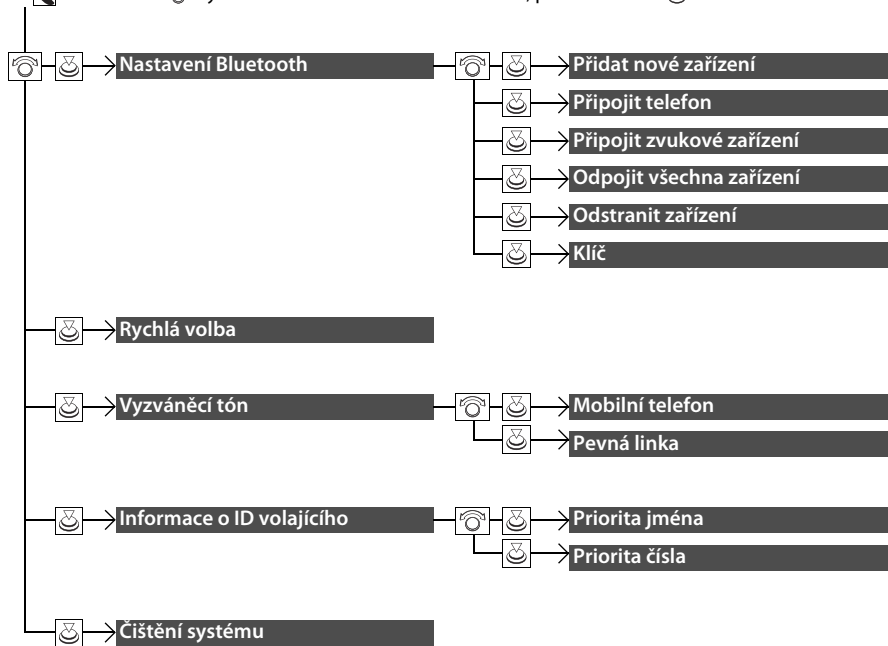 Nastavení Bluetooth
Přidat nové zařízení
Připojit telefon
Připojit zvukové zařízení
Odpojit všechna zařízení
Odstranit zařízení
Klíč
Rychlá volba
Vyzváněcí tón
Mobilní telefon
Pevná linka
Informace o ID volajícího
Priorita jména
Priorita čísla
Čištění systému